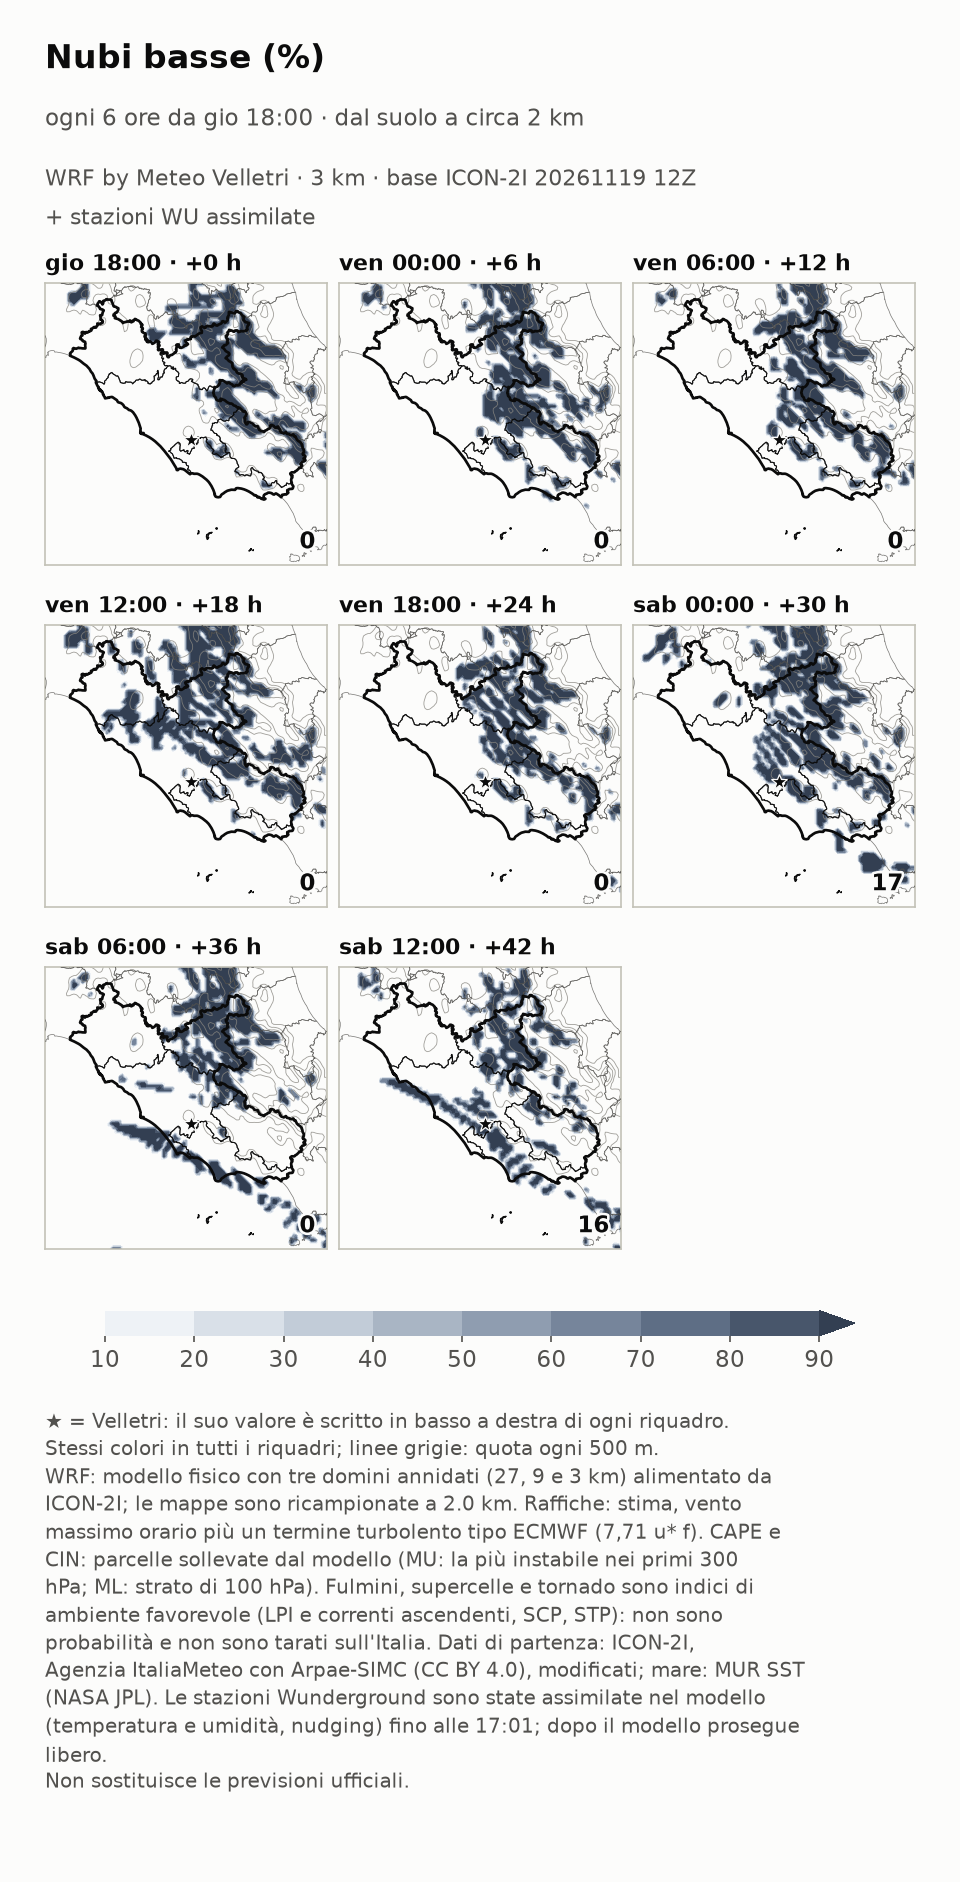 Nubi basse (%)
ogni 6 ore da gio 18:00 · dal suolo a circa 2 km
WRF by Meteo Velletri · 3 km · base ICON-2I 20261119 12Z
+ stazioni WU assimilate
gio 18:00 · +0 h
ven 00:00 · +6 h
ven 06:00 · +12 h
0
0
0
ven 12:00 · +18 h
ven 18:00 · +24 h
sab 00:00 · +30 h
0
0
17
sab 06:00 · +36 h
sab 12:00 · +42 h
0
16
10 20 30 40 50 60 70 80 90
★ = Velletri: il suo valore è scritto in basso a destra di ogni riquadro.
Stessi colori in tutti i riquadri; linee grigie: quota ogni 500 m.
WRF: modello fisico con tre domini annidati (27, 9 e 3 km) alimentato da
ICON-2I; le mappe sono ricampionate a 2.0 km. Raffiche: stima, vento
massimo orario più un termine turbolento tipo ECMWF (7,71 u* f). CAPE e
CIN: parcelle sollevate dal modello (MU: la più instabile nei primi 300
hPa; ML: strato di 100 hPa). Fulmini, supercelle e tornado sono indici di
ambiente favorevole (LPI e correnti ascendenti, SCP, STP): non sono
probabilità e non sono tarati sull'Italia. Dati di partenza: ICON-2I,
Agenzia ItaliaMeteo con Arpae-SIMC (CC BY 4.0), modificati; mare: MUR SST
(NASA JPL). Le stazioni Wunderground sono state assimilate nel modello
(temperatura e umidità, nudging) fino alle 17:01; dopo il modello prosegue
libero.
Non sostituisce le previsioni ufficiali.